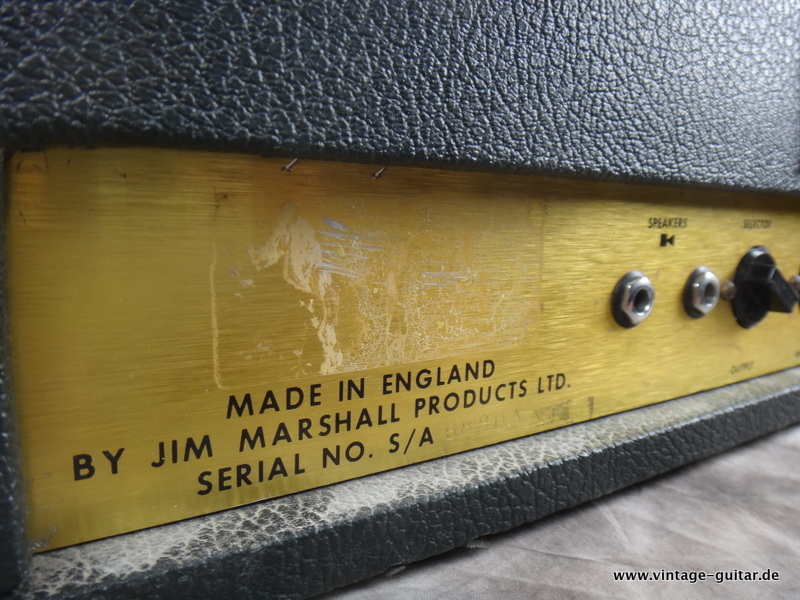 SPEAKERS
SELECTOR
OUTPUT
MADE IN ENGLAND
BY JIM MARSHALL PRODUCTS LTD.
SERIAL NO. S/A
www.vintage-guitar.de